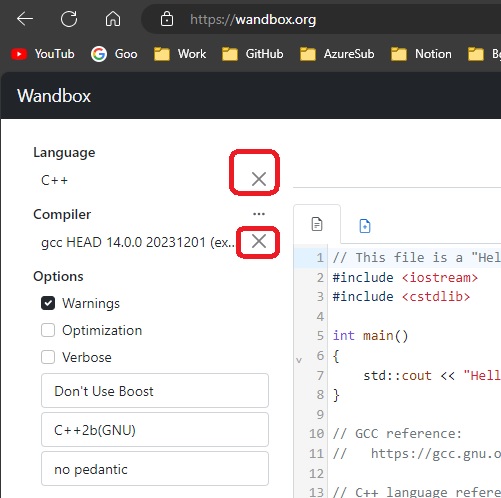 https://wandbox.org
YouTube Goo Work GitHub AzureSub Notion
Wandbox
Language
C++
Compiler ...
gcc HEAD 14.0.0 20231201 (ex...
Options
Warnings
Optimization
Verbose
Don't Use Boost
C++2b(GNU)
no pedantic
1 // This file is a "Hel
2 #include <iostream>
3 #include <cstdlib>
4
5 int main()
6 {
7 std::cout << "Hell
8 }
9
10 // GCC reference:
11 // https://gcc.gnu.o
12
13 // C++ language refere